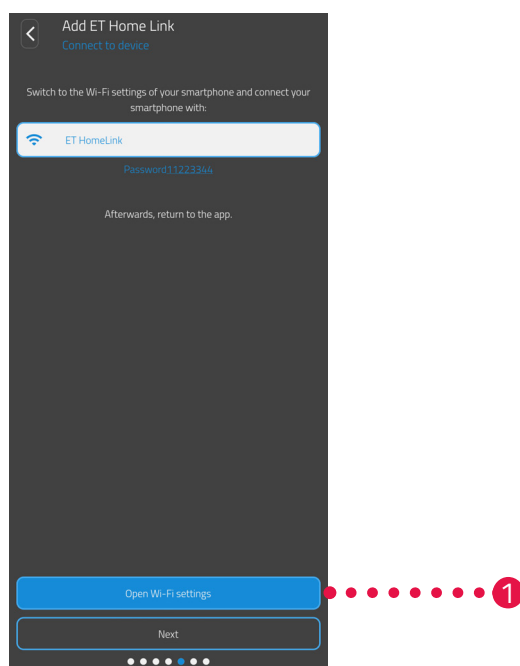 Add ET Home Link
Connect to device
Switch to the Wi-Fi settings of your smartphone and connect your
smartphone with:
ET HomeLink
Password11223344
Afterwards, return to the app.
Open Wi-Fi settings
1
Next